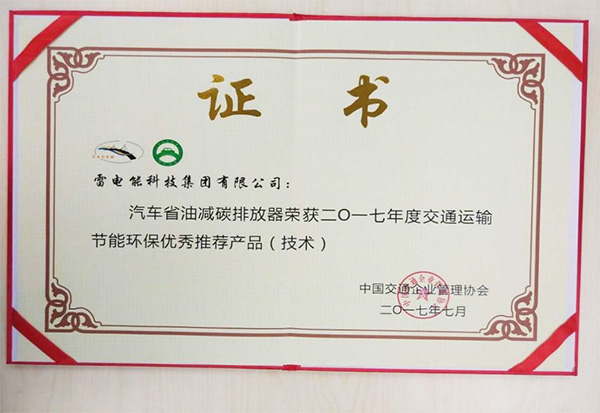 证书
雷电能科技集团有限公司：
汽车省油减碳排放器荣获二〇一七年度交通运输
节能环保优秀推荐产品（技术）
中国交通企业管理协会
二〇一七年七月